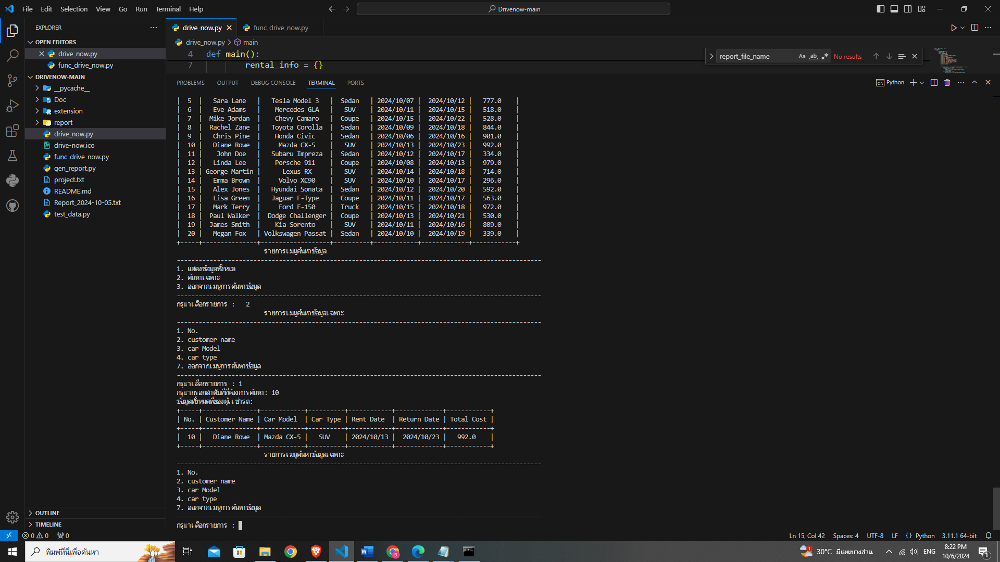 File Edit Selection View Go Run Terminal Help
Drivenow-main
EXPLORER
OPEN EDITORS
drive_now.py
func_drive_now.py
DRIVENOW-MAIN
__pycache__
Doc
extension
report
drive_now.py
drive-now.ico
func_drive_now.py
gen_report.py
project.txt
README.md
Report_2024-10-05.txt
test_data.py
OUTLINE
TIMELINE
drive_now.py func_drive_now.py
drive_now.py > main
4 def main():
7 rental_info = {}
report_file_name Aa ab No results
PROBLEMS OUTPUT DEBUG CONSOLE TERMINAL PORTS
Python
| 5 | Sara Lane | Tesla Model 3 | Sedan | 2024/10/07 | 2024/10/12 | 777.0 |
| 6 | Eve Adams | Mercedes GLA | SUV | 2024/10/11 | 2024/10/15 | 518.0 |
| 7 | Mike Jordan | Chevy Camaro | Coupe | 2024/10/15 | 2024/10/22 | 528.0 |
| 8 | Rachel Zane | Toyota Corolla | Sedan | 2024/10/09 | 2024/10/18 | 844.0 |
| 9 | Chris Pine | Honda Civic | Sedan | 2024/10/06 | 2024/10/16 | 901.0 |
| 10 | Diane Rowe | Mazda CX-5 | SUV | 2024/10/13 | 2024/10/23 | 992.0 |
| 11 | John Doe | Subaru Impreza | Sedan | 2024/10/12 | 2024/10/17 | 334.0 |
| 12 | Linda Lee | Porsche 911 | Coupe | 2024/10/08 | 2024/10/13 | 979.0 |
| 13 | George Martin | Lexus RX | SUV | 2024/10/14 | 2024/10/18 | 714.0 |
| 14 | Emma Brown | Volvo XC90 | SUV | 2024/10/10 | 2024/10/17 | 296.0 |
| 15 | Alex Jones | Hyundai Sonata | Sedan | 2024/10/12 | 2024/10/20 | 592.0 |
| 16 | Lisa Green | Jaguar F-Type | Coupe | 2024/10/11 | 2024/10/17 | 563.0 |
| 17 | Mark Terry | Ford F-150 | Truck | 2024/10/15 | 2024/10/18 | 972.0 |
| 18 | Paul Walker | Dodge Challenger | Coupe | 2024/10/13 | 2024/10/21 | 530.0 |
| 19 | James Smith | Kia Sorento | SUV | 2024/10/11 | 2024/10/16 | 809.0 |
| 20 | Megan Fox | Volkswagen Passat | Sedan | 2024/10/10 | 2024/10/19 | 339.0 |
รายการเมนูค้นหาข้อมูล
1. แสดงข้อมูลทั้งหมด
2. ค้นหาเฉพาะ
3. ออกจากเมนูการค้นหาข้อมูล
กรุณาเลือกรายการ : 2
รายการเมนูค้นหาข้อมูลเฉพาะ
1. No.
2. customer name
3. car Model
4. car type
7. ออกจากเมนูการค้นหาข้อมูล
กรุณาเลือกรายการ : 1
กรุณากรอกลำดับที่ที่ต้องการค้นหา: 10
ข้อมูลทั้งหมดที่ของผู้เช่ารถ:
| No. | Customer Name | Car Model | Car Type | Rent Date | Return Date | Total Cost |
| 10 | Diane Rowe | Mazda CX-5 | SUV | 2024/10/13 | 2024/10/23 | 992.0 |
รายการเมนูค้นหาข้อมูลเฉพาะ
1. No.
2. customer name
3. car Model
4. car type
7. ออกจากเมนูการค้นหาข้อมูล
กรุณาเลือกรายการ :
0 0 0
Ln 15, Col 42 Spaces: 4 UTF-8 LF {} Python 3.11.1 64-bit
พิมพ์ที่นี่เพื่อค้นหา
30°C มีเมฆบางส่วน ENG
8:22 PM
10/6/2024
1